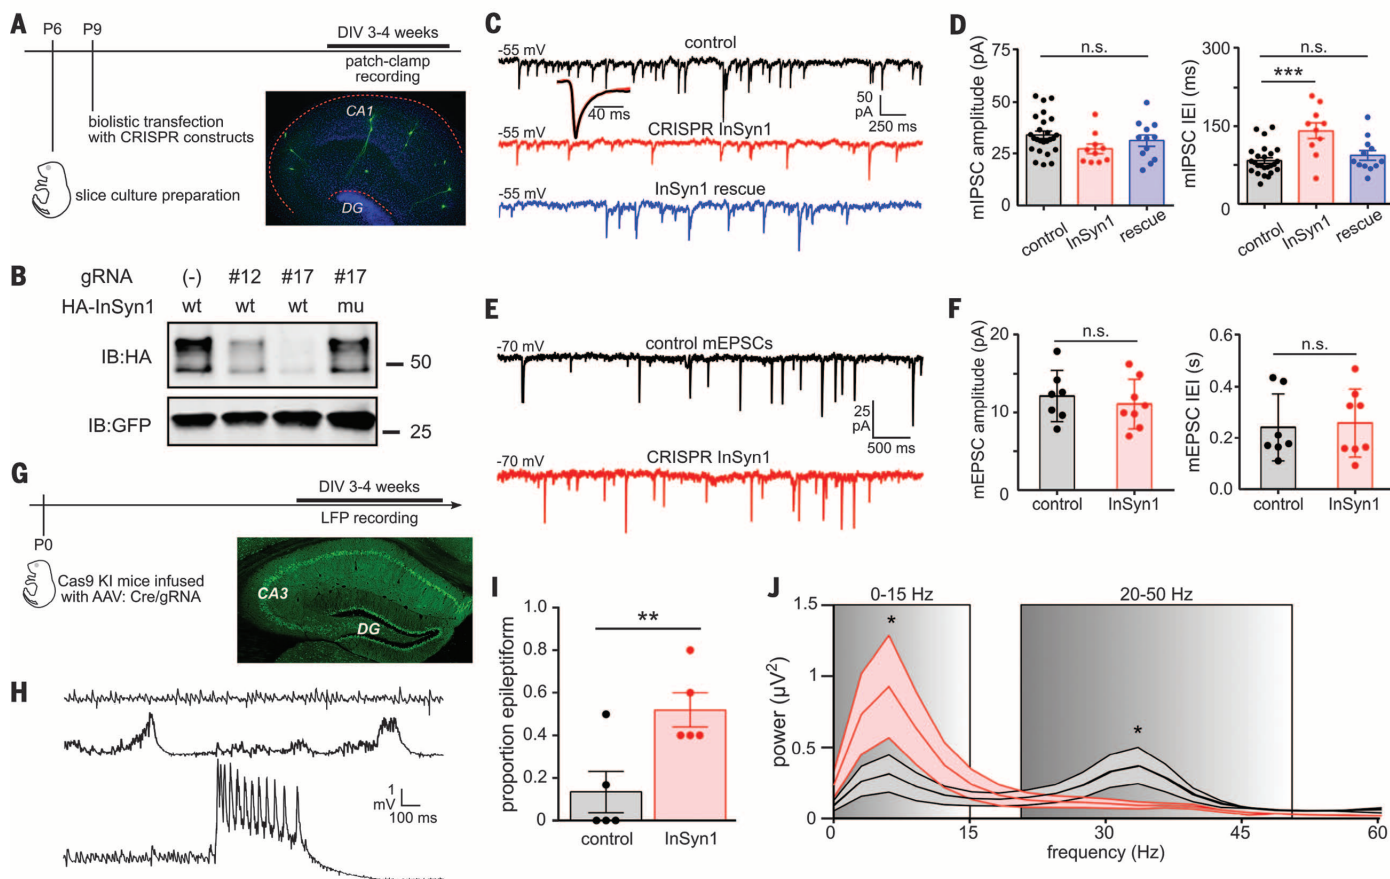 A
P6
P9
DIV 3-4 weeks
patch-clamp
recording
biolistic transfection
with CRISPR constructs
slice culture preparation
CA1
DG
B
gRNA (-) #12 #17 #17
HA-InSyn1 wt wt wt mu
IB:HA
50
IB:GFP
25
C
-55 mV
control
40 ms
50
pA
250 ms
-55 mV
CRISPR InSyn1
-55 mV
InSyn1 rescue
D
mIPSC amplitude (pA)
75
50
25
0
n.s.
control
InSyn1
rescue
mIPSC IEI (ms)
300
150
0
n.s.
***
control
InSyn1
rescue
E
-70 mV
control mEPSCs
25
pA
500 ms
-70 mV
CRISPR InSyn1
F
mEPSC amplitude (pA)
20
10
0
n.s.
control
InSyn1
mEPSC IEI (s)
0.6
0.4
0.2
0.0
n.s.
control
InSyn1
G
DIV 3-4 weeks
LFP recording
P0
Cas9 KI mice infused
with AAV: Cre/gRNA
CA3
DG
H
1
mV
100 ms
I
proportion epileptiform
1.0
0.8
0.6
0.4
0.2
0
**
control
InSyn1
J
0-15 Hz
20-50 Hz
power (µV²)
1.5
1
0.5
0
*
*
0
15
30
45
60
frequency (Hz)